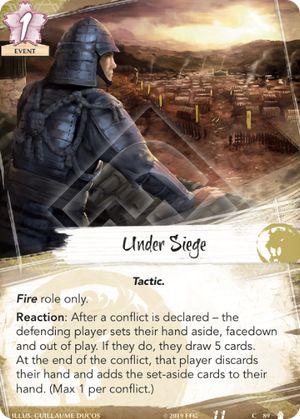 1
EVENT
Under Siege
Tactic.
Fire role only.
Reaction: After a conflict is declared – the
defending player sets their hand aside, facedown
and out of play. If they do, they draw 5 cards.
At the end of the conflict, that player discards
their hand and adds the set-aside cards to their
hand. (Max 1 per conflict.)
ILLUS: GUILLAUME DUCOS
© 2019 FFG
11
C 89